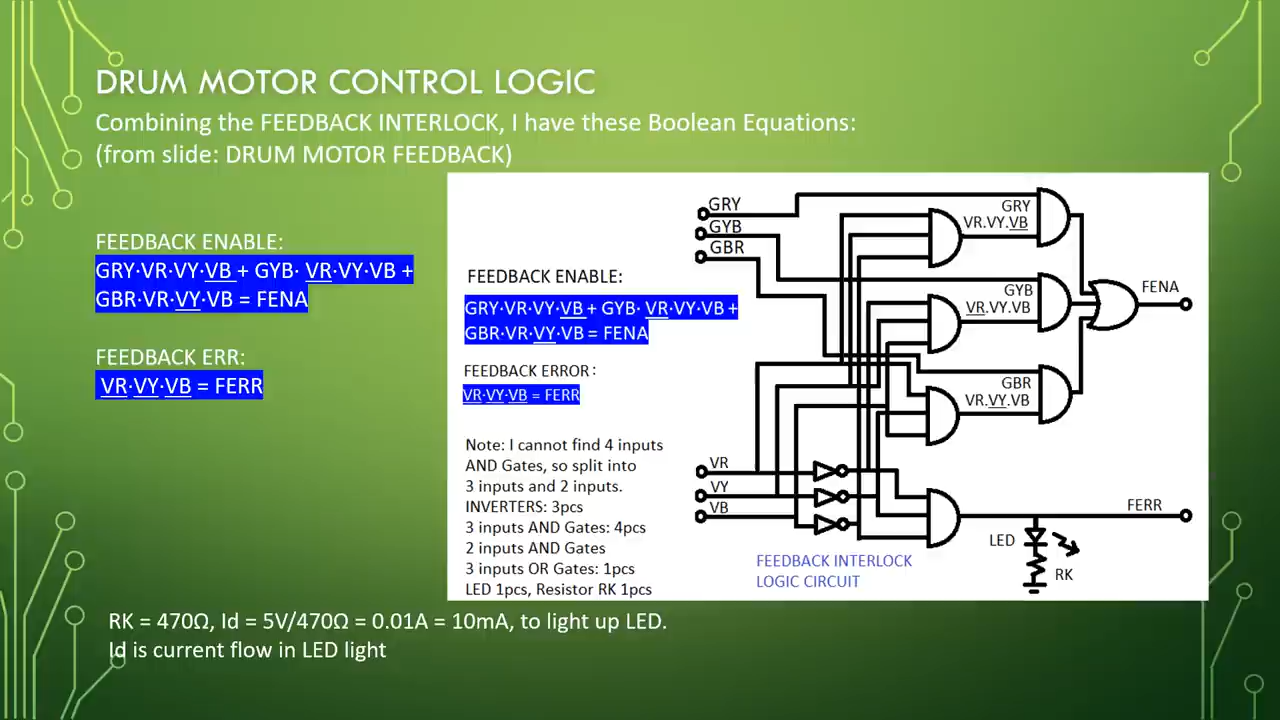 DRUM MOTOR CONTROL LOGIC
Combining the FEEDBACK INTERLOCK, I have these Boolean Equations:
(from slide: DRUM MOTOR FEEDBACK)
FEEDBACK ENABLE:
GRY·VR·VY·VB + GYB· VR·VY·VB +
GBR·VR·VY·VB = FENA
FEEDBACK ERR:
VR·VY·VB = FERR
FEEDBACK ENABLE:
GRY·VR·VY·VB + GYB· VR·VY·VB +
GBR·VR·VY·VB = FENA
FEEDBACK ERROR:
VR·VY·VB = FERR
Note: I cannot find 4 inputs
AND Gates, so split into
3 inputs and 2 inputs.
INVERTERS: 3pcs
3 inputs AND Gates: 4pcs
2 inputs AND Gates
3 inputs OR Gates: 1pcs
LED 1pcs, Resistor RK 1pcs
GRY
GYB
GBR
GRY
VR.VY.VB
GYB
VR.VY.VB
GBR
VR.VY.VB
FENA
VR
VY
VB
FERR
LED
RK
FEEDBACK INTERLOCK
LOGIC CIRCUIT
RK = 470Ω, Id = 5V/470Ω = 0.01A = 10mA, to light up LED.
Id is current flow in LED light